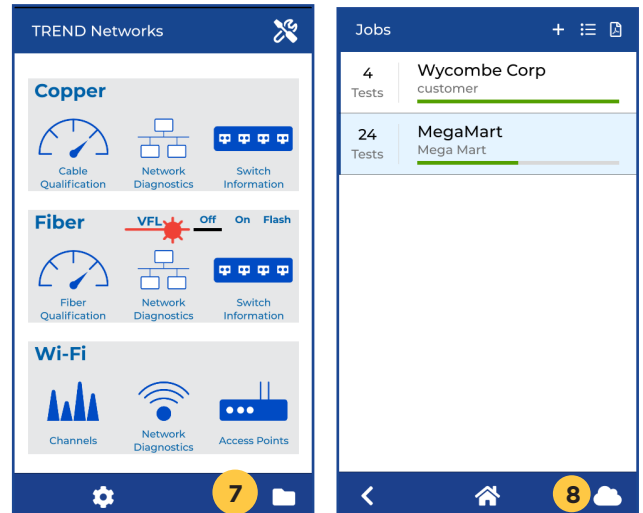 TREND Networks
Copper
Cable
Qualification
Network
Diagnostics
Switch
Information
Fiber
VFL
Off
On
Flash
Fiber
Qualification
Network
Diagnostics
Switch
Information
Wi-Fi
Channels
Network
Diagnostics
Access Points
7
Jobs
4
Tests
Wycombe Corp
customer
24
Tests
MegaMart
Mega Mart
8